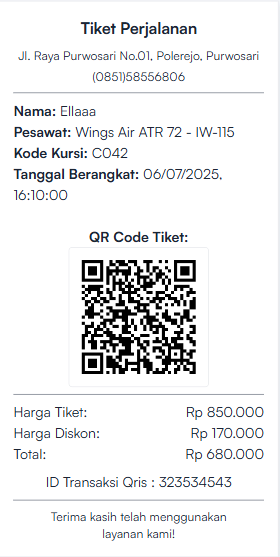 Tiket Perjalanan
Jl. Raya Purwosari No.01, Polerejo, Purwosari
(0851)58556806
Nama: Ellaaa
Pesawat: Wings Air ATR 72 - IW-115
Kode Kursi: C042
Tanggal Berangkat: 06/07/2025,
16:10:00
QR Code Tiket:
Harga Tiket: Rp 850.000
Harga Diskon: Rp 170.000
Total: Rp 680.000
ID Transaksi Qris : 323534543
Terima kasih telah menggunakan
layanan kami!